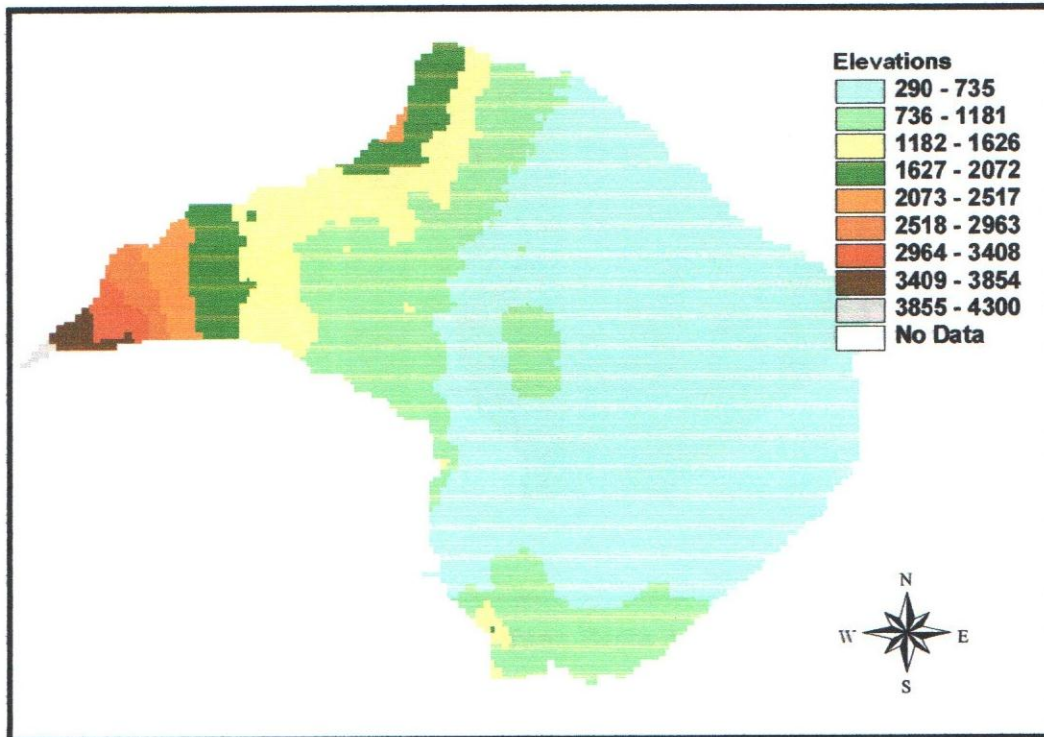 Elevations
290 - 735
736 - 1181
1182 - 1626
1627 - 2072
2073 - 2517
2518 - 2963
2964 - 3408
3409 - 3854
3855 - 4300
No Data
N
W E
S